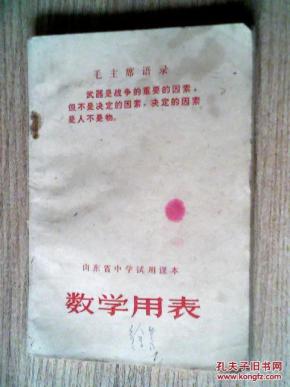 毛主席语录
武器是战争的重要的因素，
但不是决定的因素，决定的因素
是人不是物。
山东省中学试用课本
数学用表
孔夫子旧书网